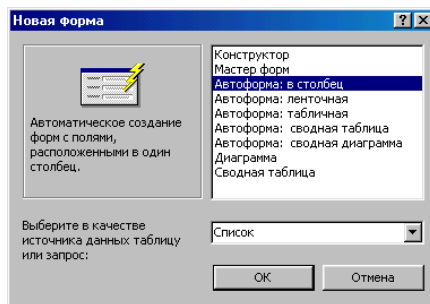 Новая форма
Конструктор
Мастер форм
Автоформа: в столбец
Автоформа: ленточная
Автоформа: табличная
Автоформа: сводная таблица
Автоформа: сводная диаграмма
Диаграмма
Сводная таблица
Автоматическое создание
форм с полями,
расположенными в один
столбец.
Выберите в качестве
источника данных таблицу
или запрос:
Список
ОК
Отмена